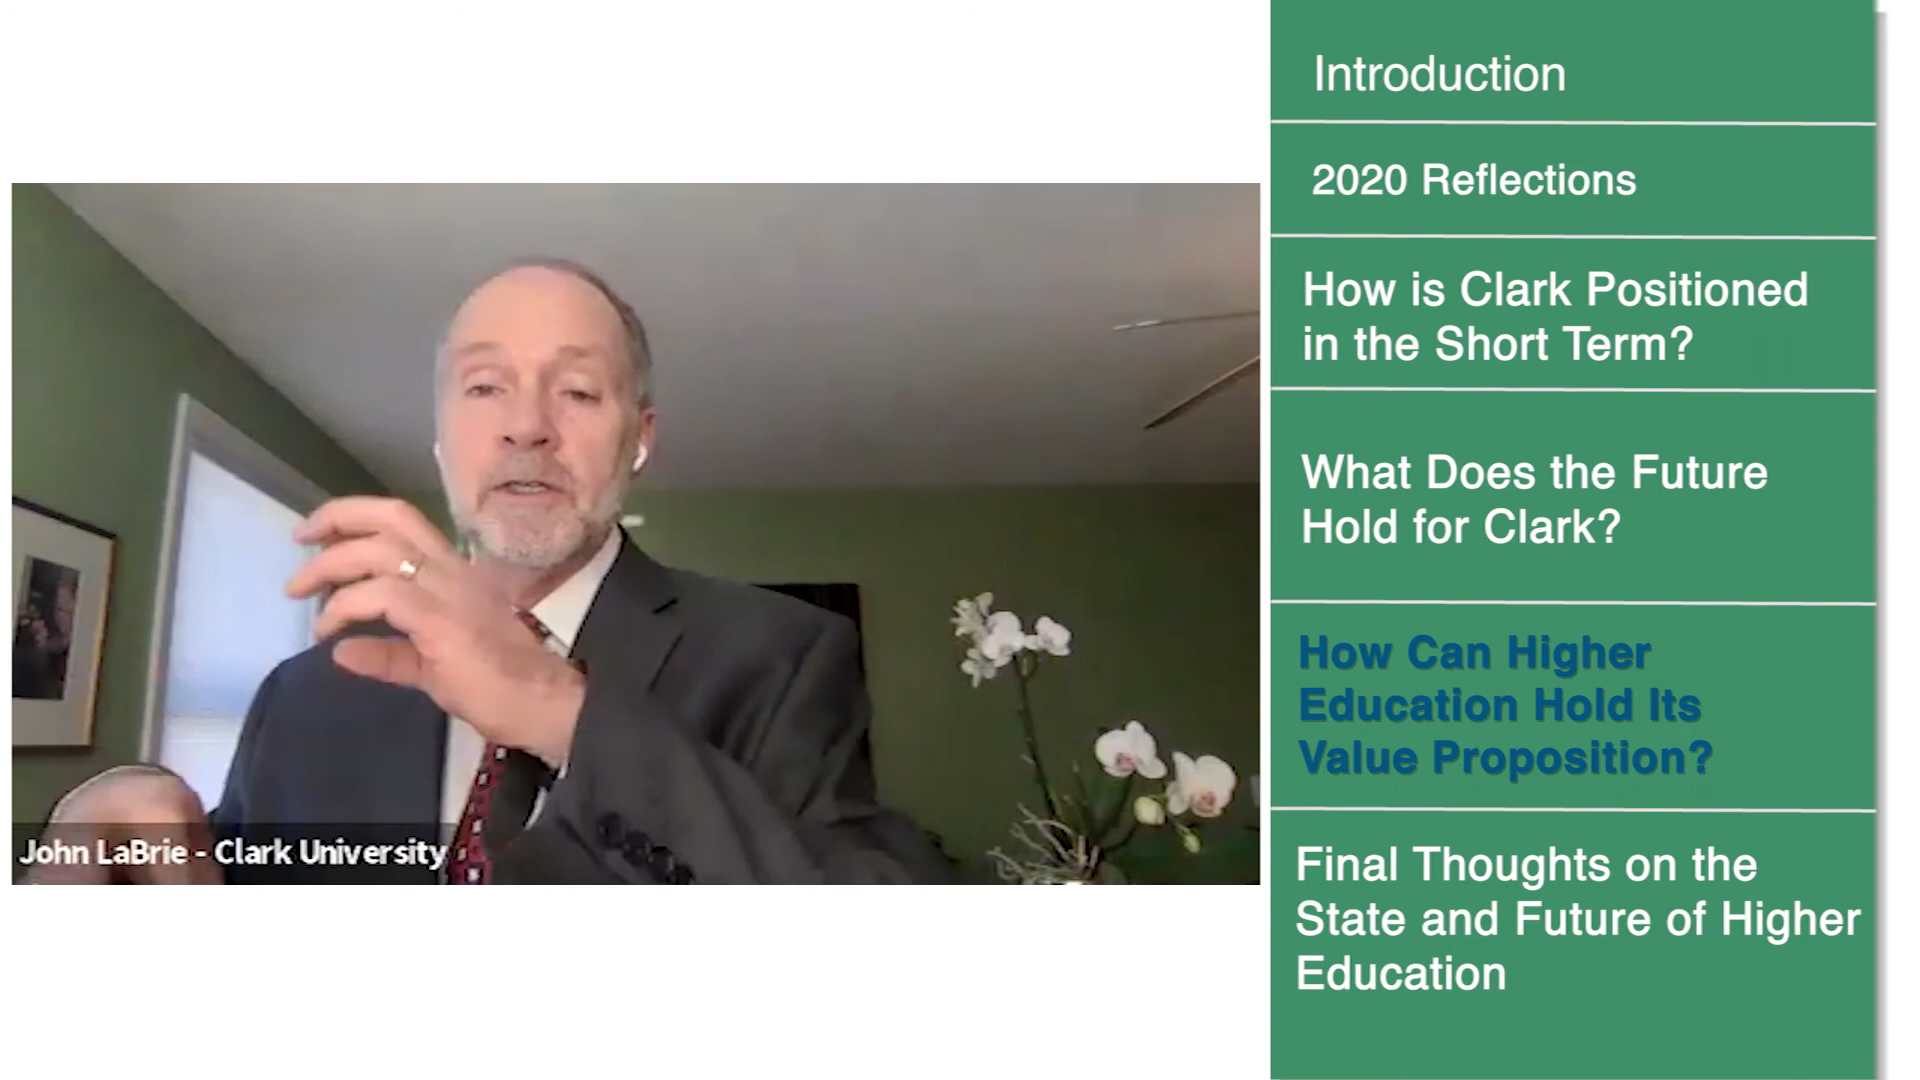 Introduction
2020 Reflections
How is Clark Positioned
in the Short Term?
What Does the Future
Hold for Clark?
How Can Higher
Education Hold Its
Value Proposition?
Final Thoughts on the
State and Future of Higher
Education
John LaBrie - Clark University